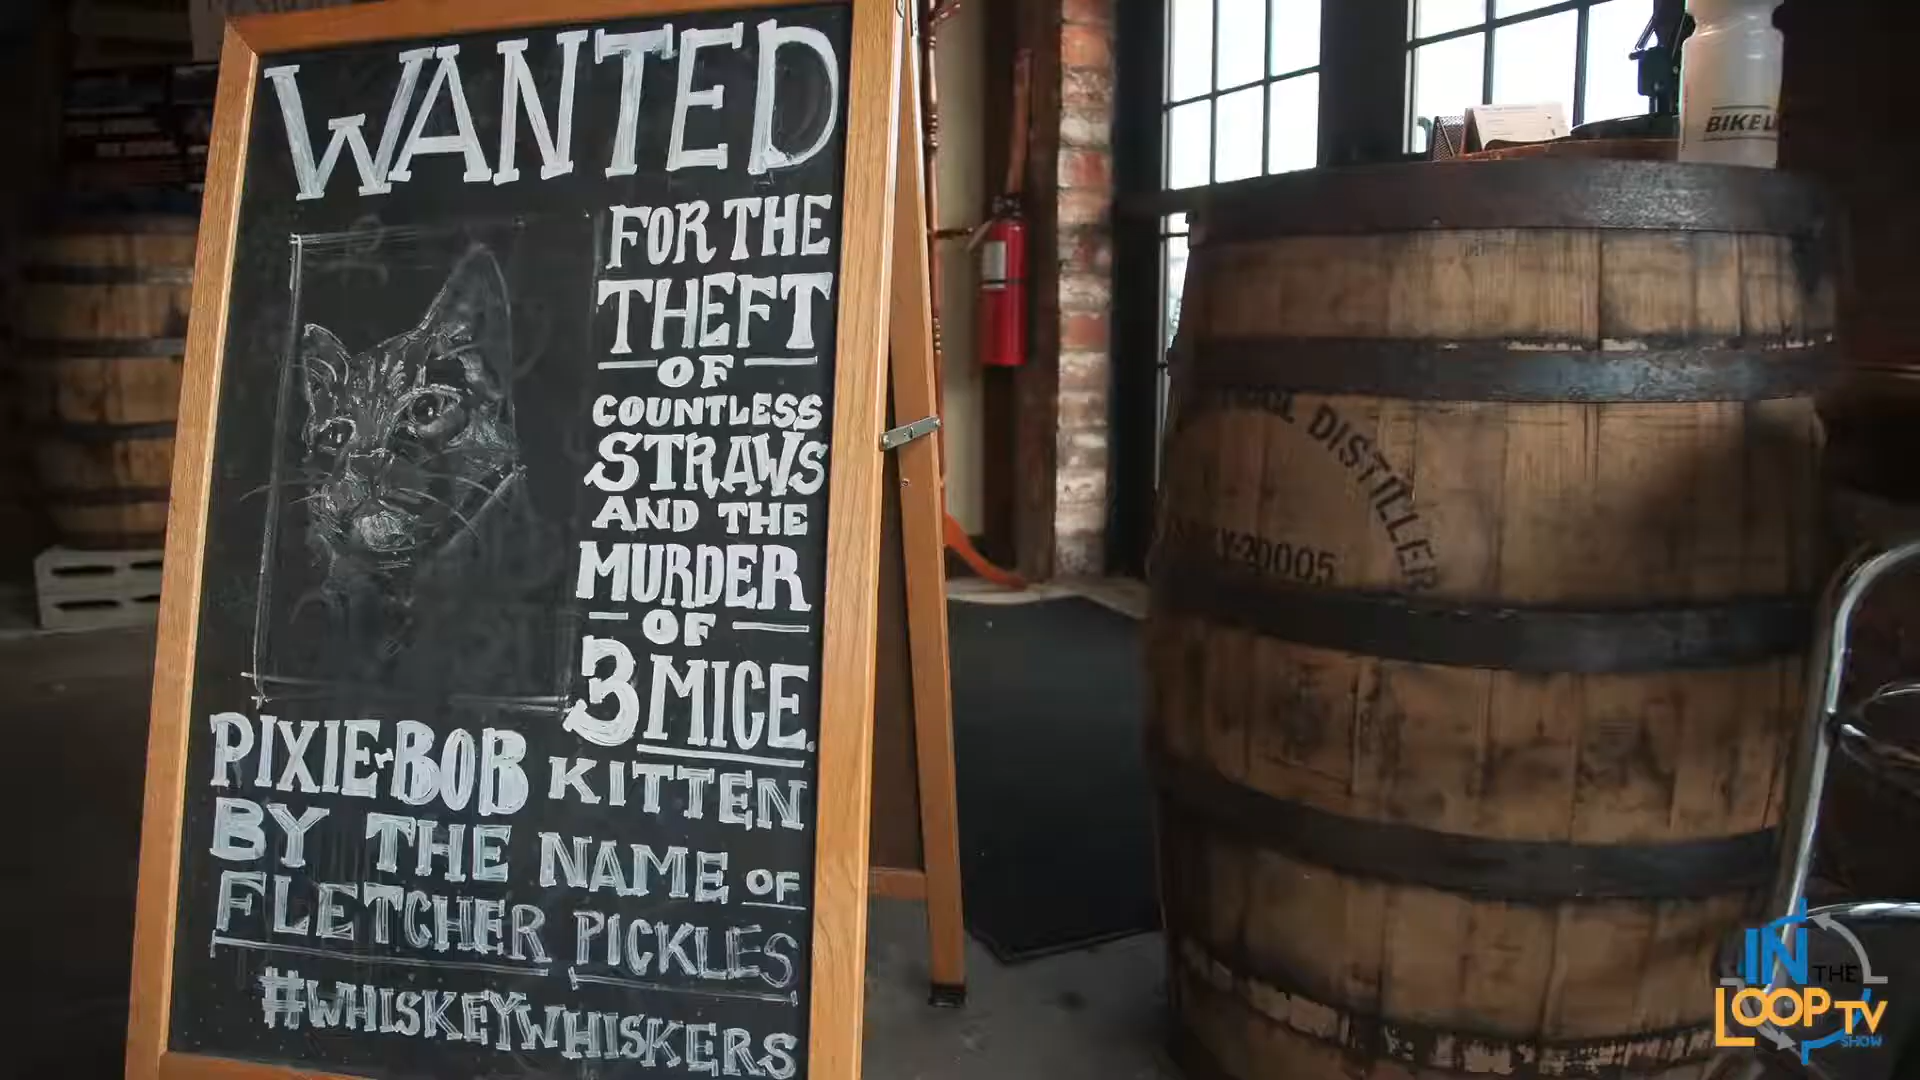 WANTED
FOR THE
THEFT
OF
COUNTLESS
STRAWS
AND THE
MURDER
OF
3 MICE.
PIXIE-BOB KITTEN
BY THE NAME OF
FLETCHER PICKLES
#WHISKEYWHISKERS
DISTILLER
20005
IN
THE
LOOP TV
SHOW